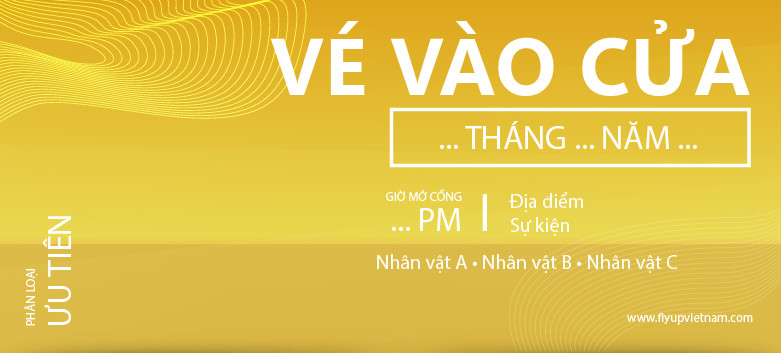 VÉ VÀO CỬA
... THÁNG ... NĂM ...
GIỜ MỞ CỔNG
... PM
Địa điểm
Sự kiện
Nhân vật A • Nhân vật B • Nhân vật C
PHÂN LOẠI
ƯU TIÊN
www.flyupvietnam.com